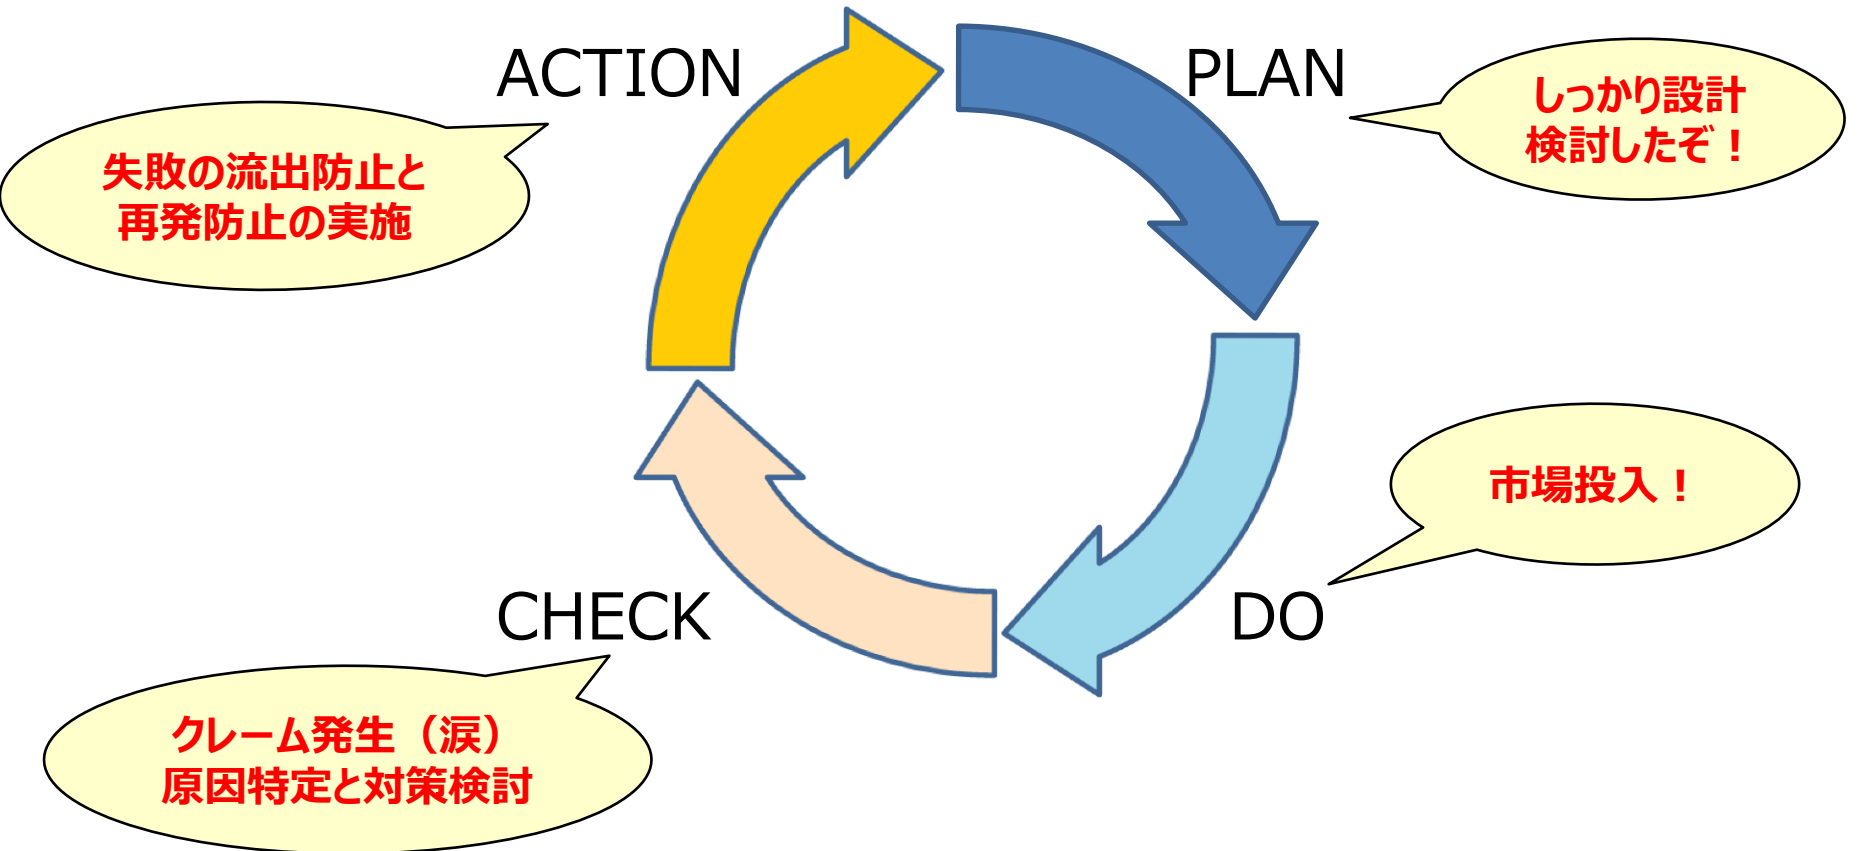 ACTION
PLAN
しっかり設計
検討したぞ！
失敗の流出防止と
再発防止の実施
市場投入！
CHECK
DO
クレーム発生（涙）
原因特定と対策検討